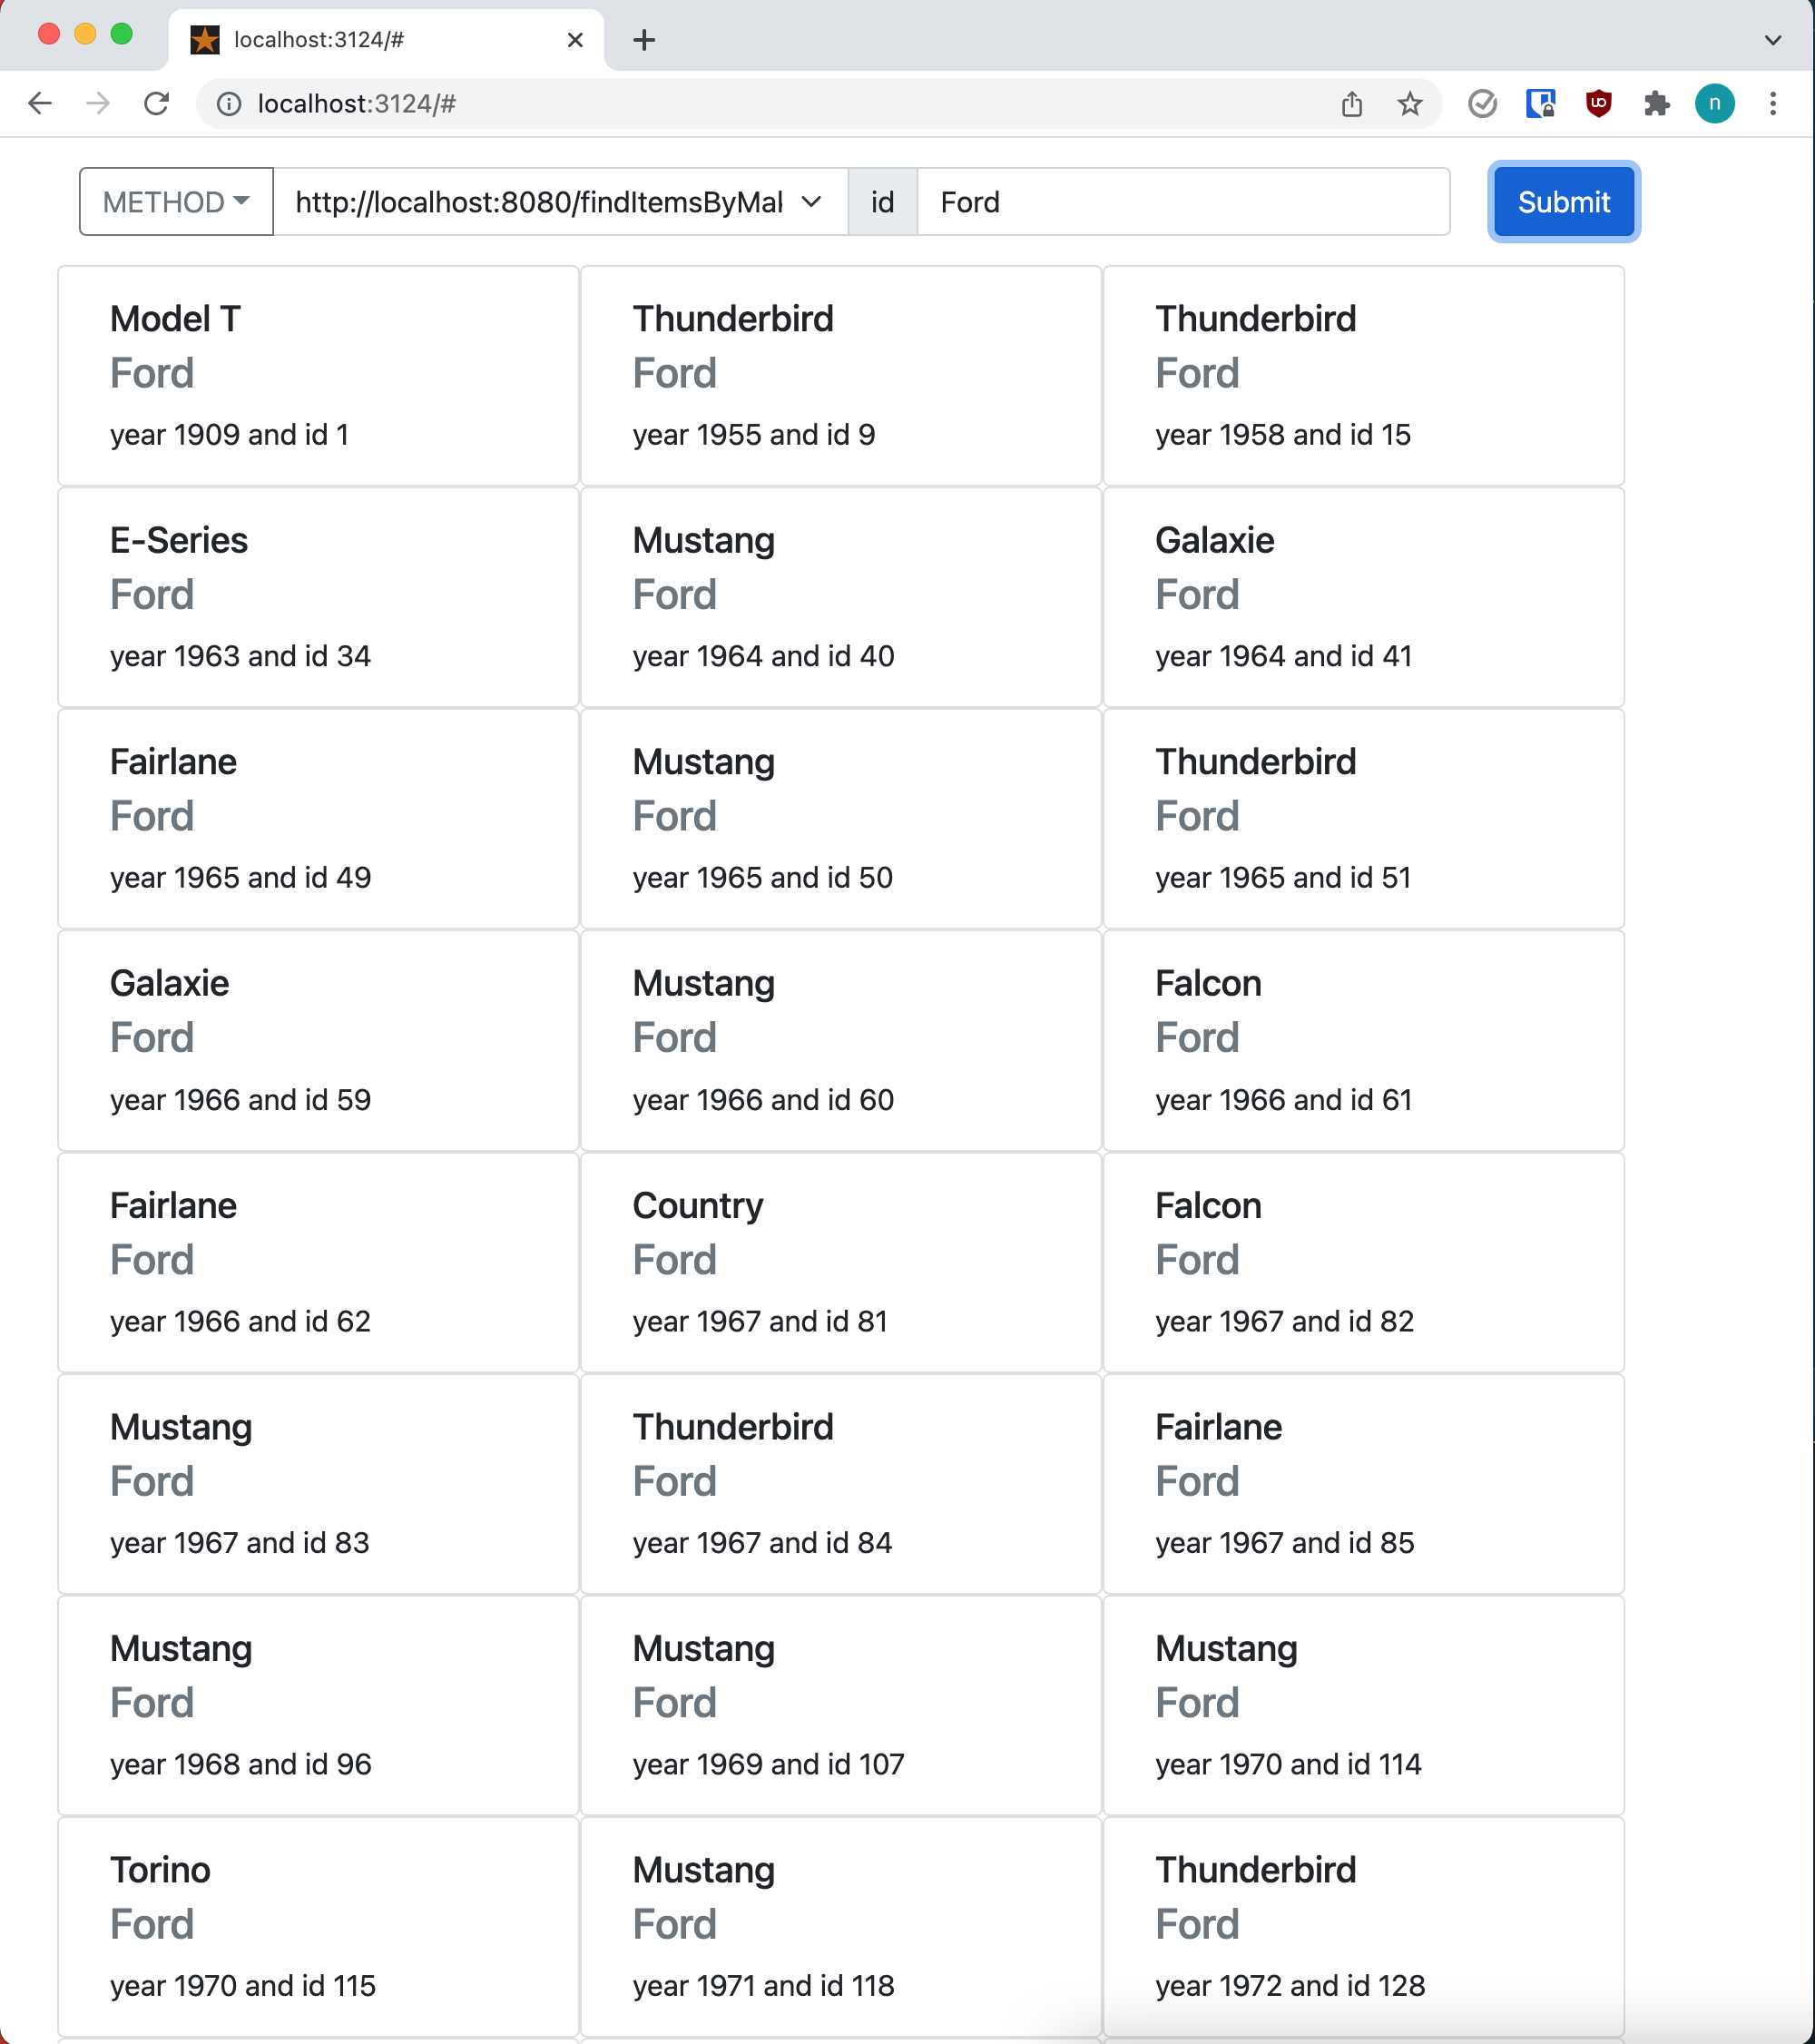 localhost:3124/#
localhost:3124/#
n
METHOD http://localhost:8080/findItemsByMa id Ford Submit
Model T Thunderbird Thunderbird
Ford Ford Ford
year 1909 and id 1 year 1955 and id 9 year 1958 and id 15
E-Series Mustang Galaxie
Ford Ford Ford
year 1963 and id 34 year 1964 and id 40 year 1964 and id 41
Fairlane Mustang Thunderbird
Ford Ford Ford
year 1965 and id 49 year 1965 and id 50 year 1965 and id 51
Galaxie Mustang Falcon
Ford Ford Ford
year 1966 and id 59 year 1966 and id 60 year 1966 and id 61
Fairlane Country Falcon
Ford Ford Ford
year 1966 and id 62 year 1967 and id 81 year 1967 and id 82
Mustang Thunderbird Fairlane
Ford Ford Ford
year 1967 and id 83 year 1967 and id 84 year 1967 and id 85
Mustang Mustang Mustang
Ford Ford Ford
year 1968 and id 96 year 1969 and id 107 year 1970 and id 114
Torino Mustang Thunderbird
Ford Ford Ford
year 1970 and id 115 year 1971 and id 118 year 1972 and id 128